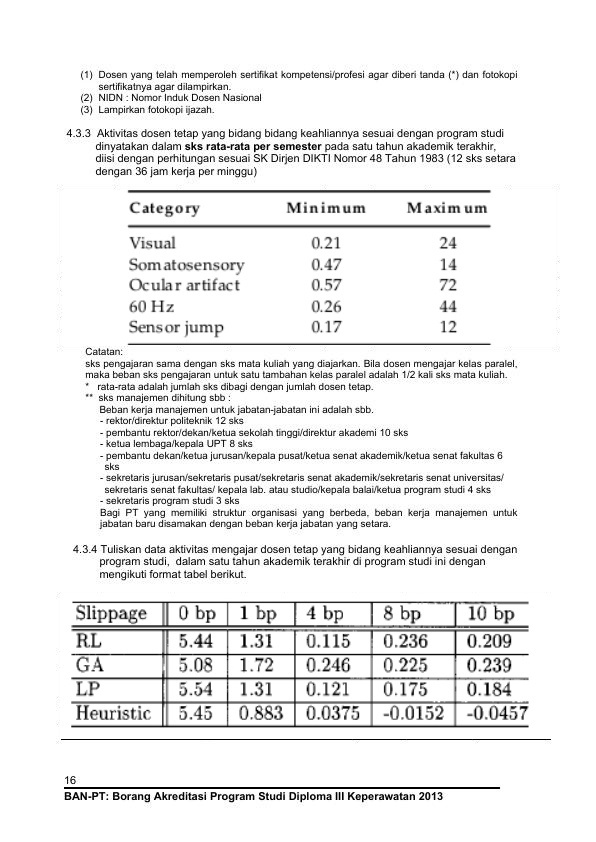 (1) Dosen yang telah memperoleh sertifikat kompetensi/profesi agar diberi tanda (*) dan fotokopi
sertifikatnya agar dilampirkan.
(2) NIDN : Nomor Induk Dosen Nasional
(3) Lampirkan fotokopi ijazah.
4.3.3 Aktivitas dosen tetap yang bidang bidang keahliannya sesuai dengan program studi
dinyatakan dalam sks rata-rata per semester pada satu tahun akademik terakhir,
diisi dengan perhitungan sesuai SK Dirjen DIKTI Nomor 48 Tahun 1983 (12 sks setara
dengan 36 jam kerja per minggu)
Category Minimum Maximum
Visual 0.21 24
Somatosensory 0.47 14
Ocular artifact 0.57 72
60 Hz 0.26 44
Sensor jump 0.17 12
Catatan:
sks pengajaran sama dengan sks mata kuliah yang diajarkan. Bila dosen mengajar kelas paralel,
maka beban sks pengajaran untuk satu tambahan kelas paralel adalah 1/2 kali sks mata kuliah.
* rata-rata adalah jumlah sks dibagi dengan jumlah dosen tetap.
** sks manajemen dihitung sbb :
Beban kerja manajemen untuk jabatan-jabatan ini adalah sbb.
- rektor/direktur politeknik 12 sks
- pembantu rektor/dekan/ketua sekolah tinggi/direktur akademi 10 sks
- ketua lembaga/kepala UPT 8 sks
- pembantu dekan/ketua jurusan/kepala pusat/ketua senat akademik/ketua senat fakultas 6
sks
- sekretaris jurusan/sekretaris pusat/sekretaris senat akademik/sekretaris senat universitas/
sekretaris senat fakultas/ kepala lab. atau studio/kepala balai/ketua program studi 4 sks
- sekretaris program studi 3 sks
Bagi PT yang memiliki struktur organisasi yang berbeda, beban kerja manajemen untuk
jabatan baru disamakan dengan beban kerja jabatan yang setara.
4.3.4 Tuliskan data aktivitas mengajar dosen tetap yang bidang keahliannya sesuai dengan
program studi, dalam satu tahun akademik terakhir di program studi ini dengan
mengikuti format tabel berikut.
Slippage 0 bp 1 bp 4 bp 8 bp 10 bp
RL 5.44 1.31 0.115 0.236 0.209
GA 5.08 1.72 0.246 0.225 0.239
LP 5.54 1.31 0.121 0.175 0.184
Heuristic 5.45 0.883 0.0375 -0.0152 -0.0457
16
BAN-PT: Borang Akreditasi Program Studi Diploma III Keperawatan 2013